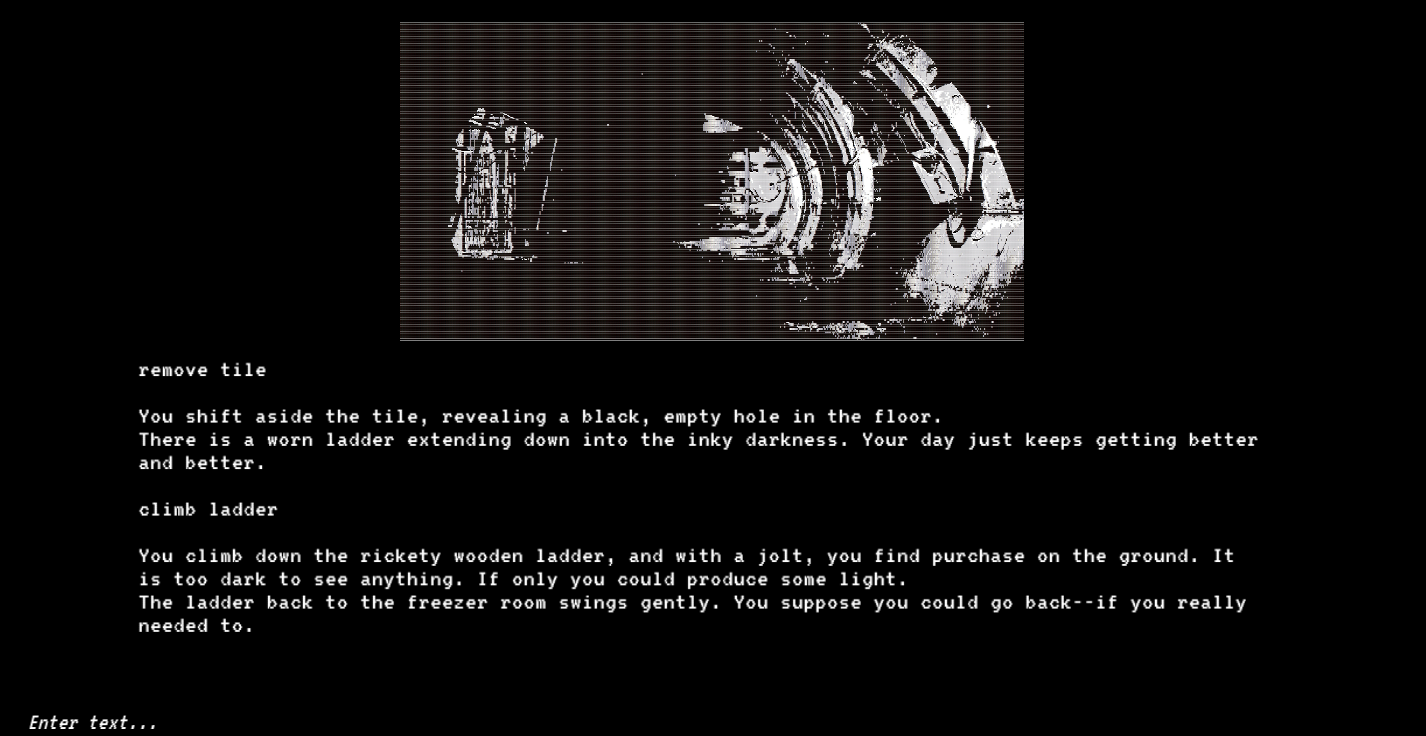 remove tile
You shift aside the tile, revealing a black, empty hole in the floor.
There is a worn ladder extending down into the inky darkness. Your day just keeps getting better
and better.
climb ladder
You climb down the rickety wooden ladder, and with a jolt, you find purchase on the ground. It
is too dark to see anything. If only you could produce some light.
The ladder back to the freezer room swings gently. You suppose you could go back--if you really
needed to.
Enter text...